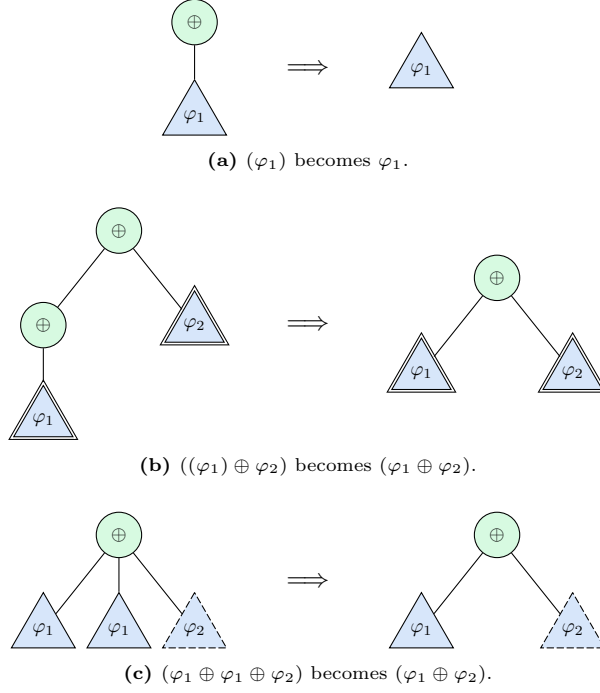 ⊕
⟹
φ₁ φ₁
(a) (φ₁) becomes φ₁.
⊕
⊕
⊕ φ₂ ⟹
φ₁ φ₂
φ₁
(b) ((φ₁) ⊕ φ₂) becomes (φ₁ ⊕ φ₂).
⊕ ⊕
⟹
φ₁ φ₁ φ₂ φ₁ φ₂
(c) (φ₁ ⊕ φ₁ ⊕ φ₂) becomes (φ₁ ⊕ φ₂).